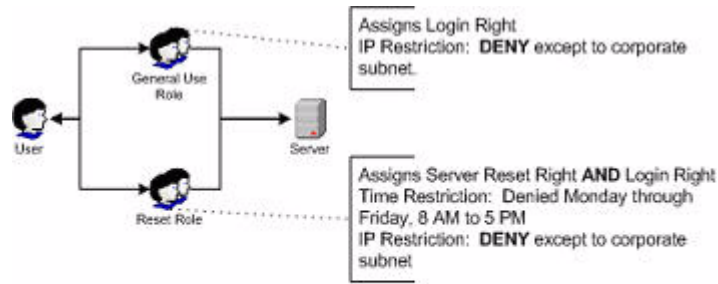 Assigns Login Right
IP Restriction: DENY except to corporate
subnet.
General Use
Role
User
Server
Assigns Server Reset Right AND Login Right
Time Restriction: Denied Monday through
Friday, 8 AM to 5 PM
IP Restriction: DENY except to corporate
subnet
Reset Role